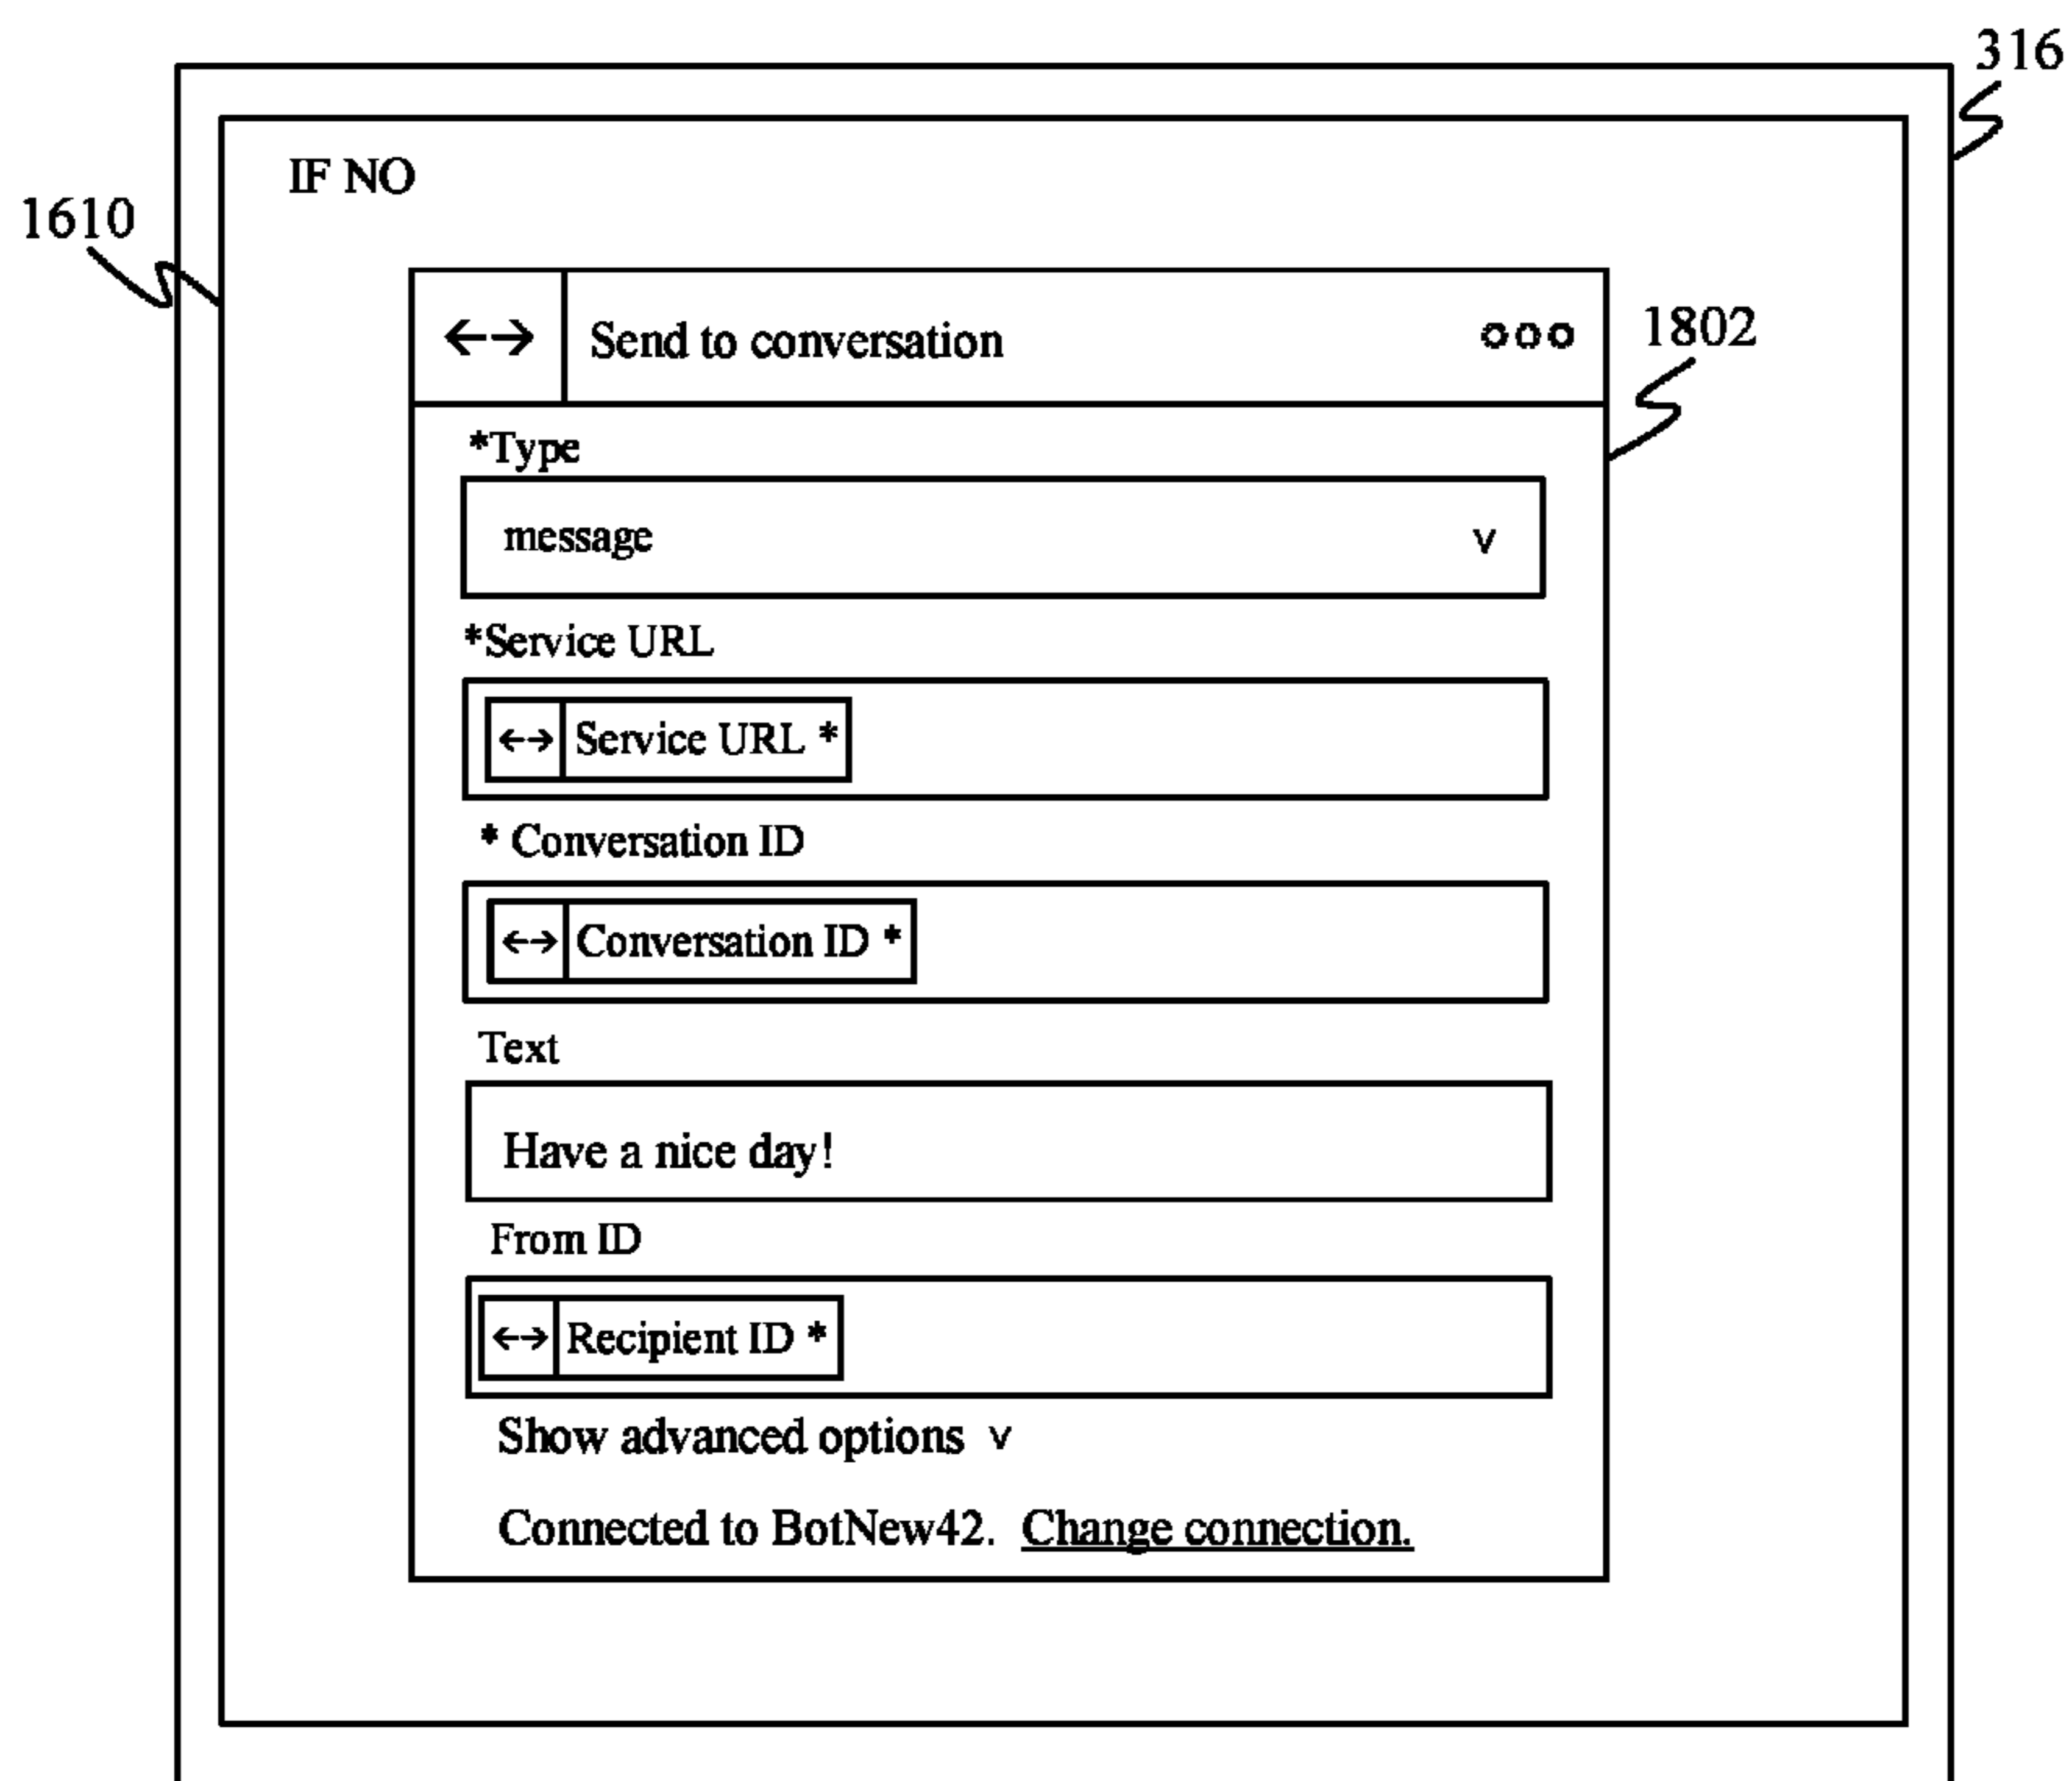 316
IF NO
1610
←→ Send to conversation ooo
1802
*Type
message v
*Service URL
←→ Service URL *
* Conversation ID
←→ Conversation ID *
Text
Have a nice day!
From ID
←→ Recipient ID *
Show advanced options v
Connected to BotNew42. Change connection.